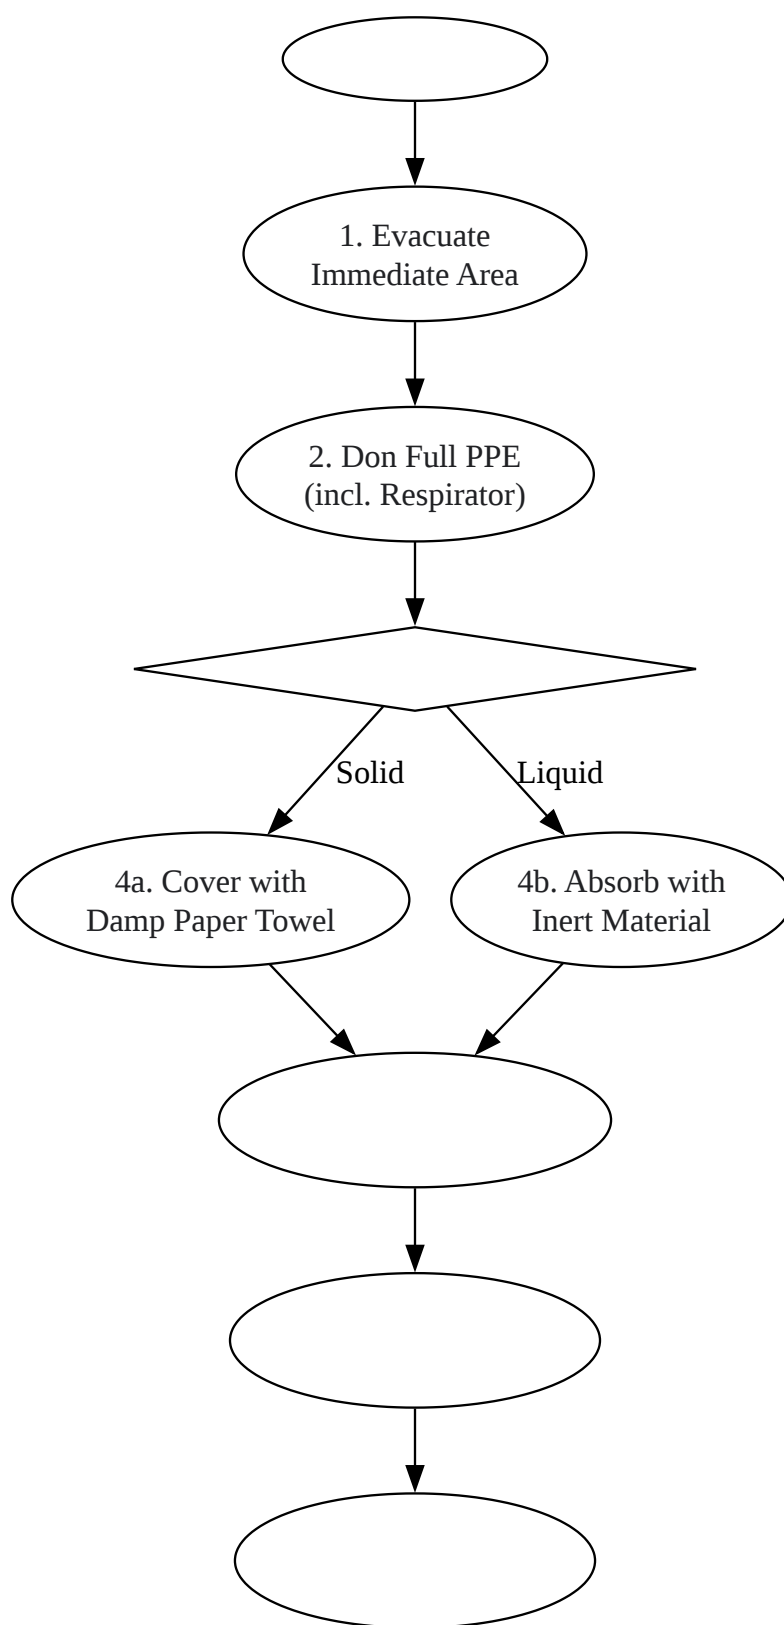 1. Evacuate
Immediate Area
2. Don Full PPE
(incl. Respirator)
Solid
Liquid
4a. Cover with
Damp Paper Towel
4b. Absorb with
Inert Material